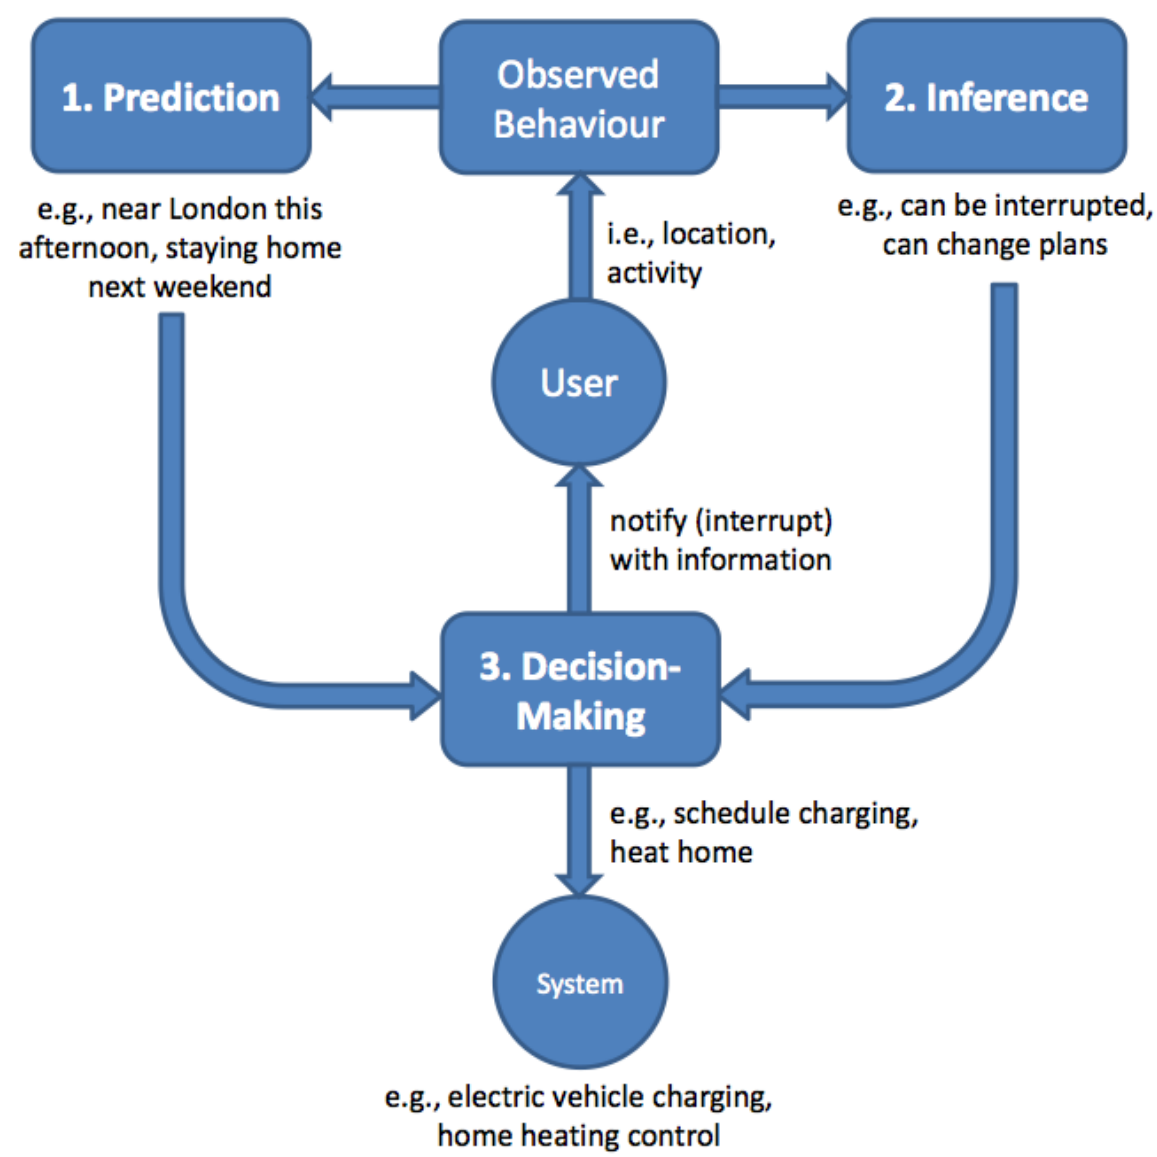 1. Prediction
Observed
Behaviour
2. Inference
e.g., near London this
afternoon, staying home
next weekend
i.e., location,
activity
e.g., can be interrupted,
can change plans
User
notify (interrupt)
with information
3. Decision-
Making
e.g., schedule charging,
heat home
System
e.g., electric vehicle charging,
home heating control